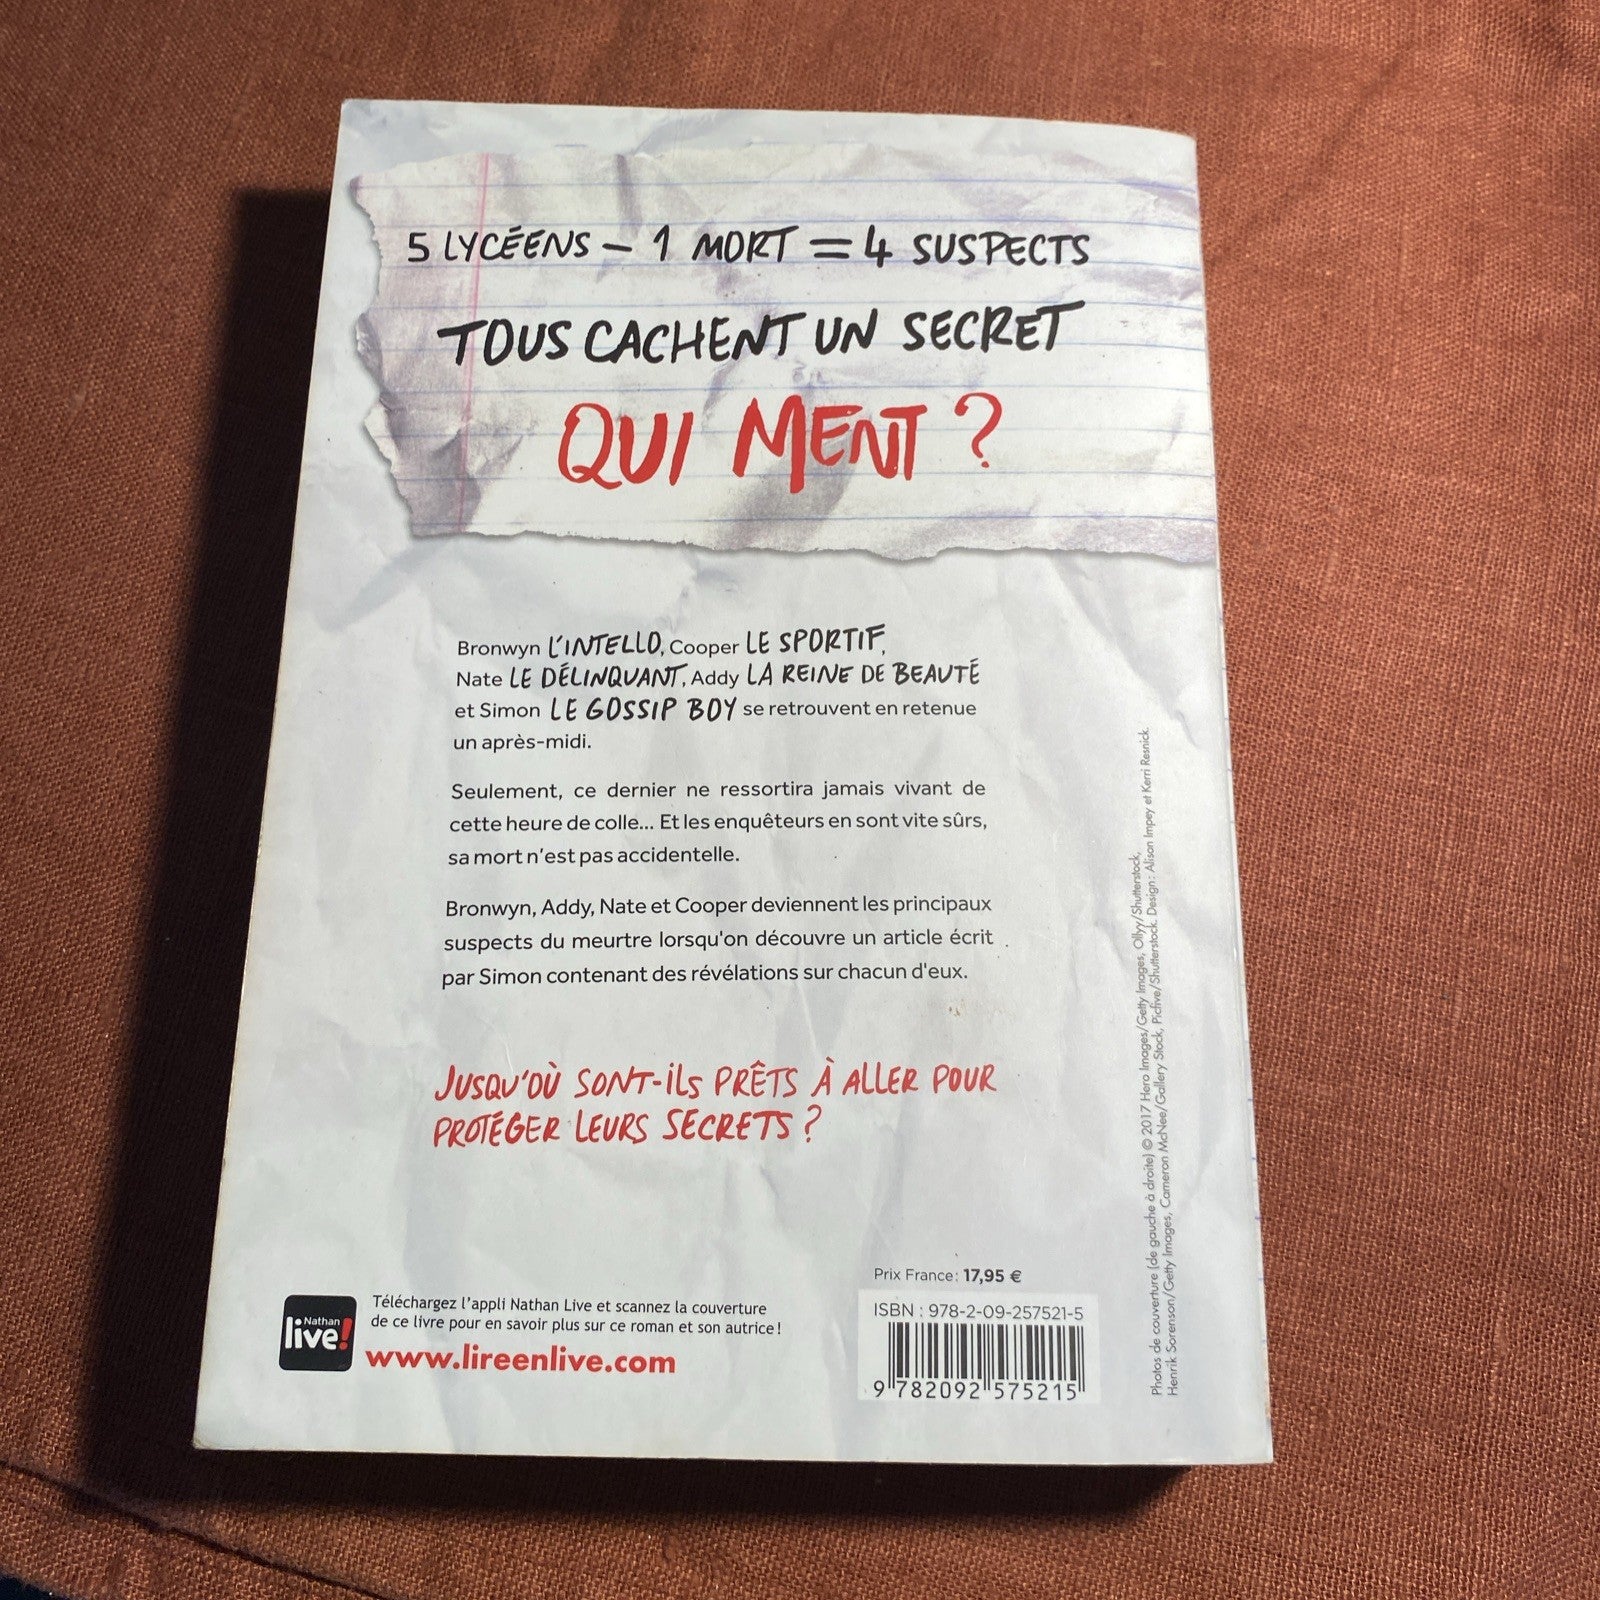 5 LYCÉENS – 1 MORT = 4 SUSPECTS
TOUS CACHENT UN SECRET
QUI MENT ?
Bronwyn L'INTELLO, Cooper LE SPORTIF,
Nate LE DÉLINQUANT, Addy LA REINE DE BEAUTÉ
et Simon LE GOSSIP BOY se retrouvent en retenue
un après-midi.
Seulement, ce dernier ne ressortira jamais vivant de
cette heure de colle... Et les enquêteurs en sont vite sûrs,
sa mort n'est pas accidentelle.
Bronwyn, Addy, Nate et Cooper deviennent les principaux
suspects du meurtre lorsqu'on découvre un article écrit
par Simon contenant des révélations sur chacun d'eux.
JUSQU'OÙ SONT-ILS PRÊTS À ALLER POUR
PROTÉGER LEURS SECRETS ?
Nathan
live!
Téléchargez l'appli Nathan Live et scannez la couverture
de ce livre pour en savoir plus sur ce roman et son autrice !
www.lireenlive.com
Prix France : 17,95 €
ISBN : 978-2-09-257521-5
9 782092 575215
Photos de couverture (de gauche à droite) © 2017 Hero Images/Getty Images, Ollyy/Shutterstock,
Henrik Sorenson/Getty Images, Cameron McNee/Gallery Stock, Picfive/Shutterstock. Design : Alison Impey et Kerri Resnick.